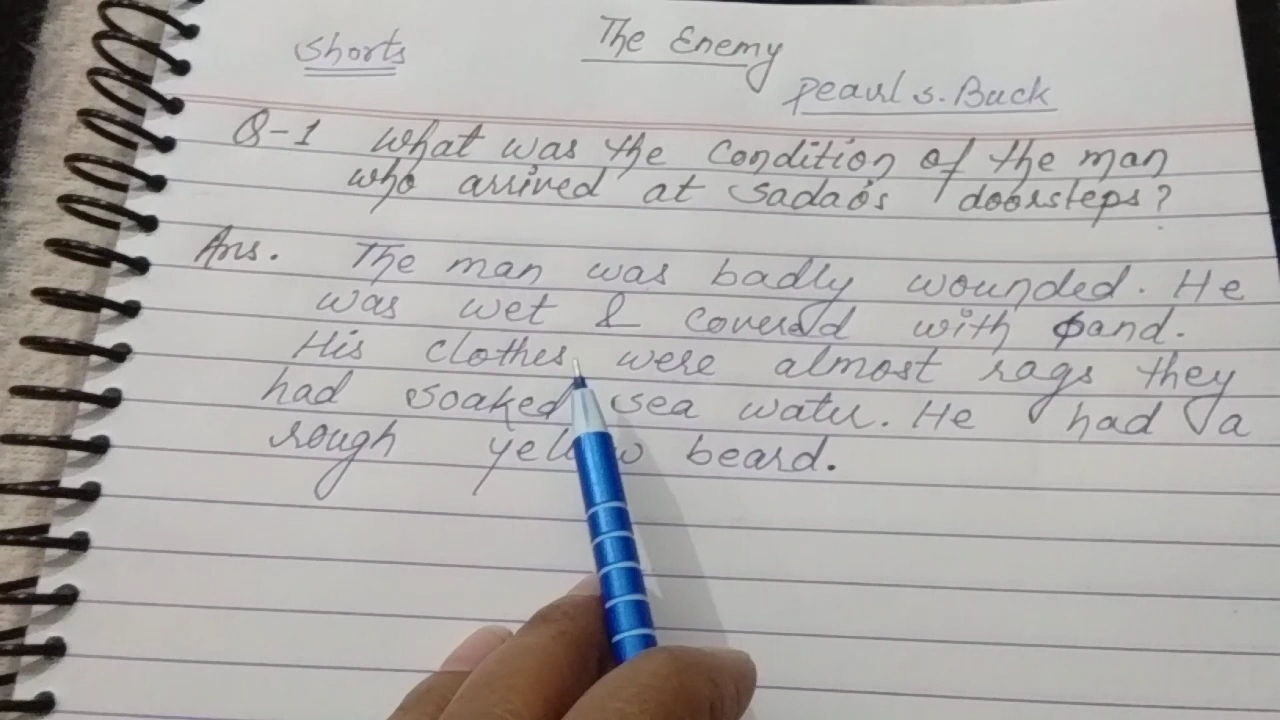 Shorts
The Enemy
Pearl S. Buck
Q-1 What was the Condition of the man
who arrived at Sadao's doorsteps?
Ans. The man was badly wounded. He
was wet & covered with sand.
His clothes were almost rags they
had soaked sea water. He had a
rough yellow beard.